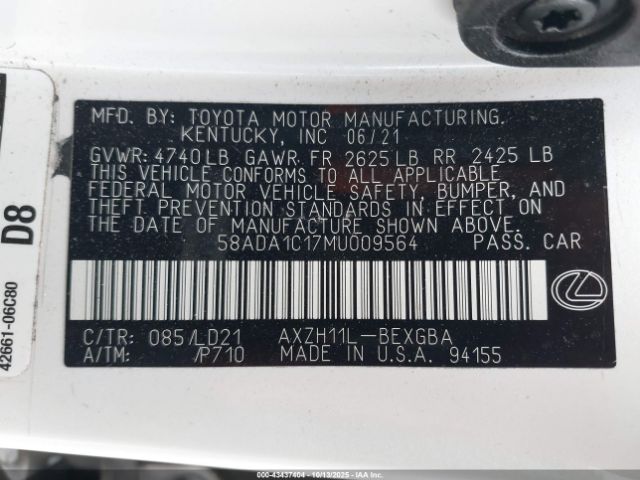 MFD. BY: TOYOTA MOTOR MANUFACTURING.
KENTUCKY, INC 06/21
GVWR: 4740 LB GAWR FR 2625 LB RR 2425 LB
THIS VEHICLE CONFORMS TO ALL APPLICABLE
FEDERAL MOTOR VEHICLE SAFETY, BUMPER, AND
THEFT PREVENTION STANDARDS IN EFFECT ON
THE DATE OF MANUFACTURE SHOWN ABOVE.
58ADA1C17MU009564 PASS. CAR
C/TR: 085/LD21 AXZH11L-BEXGBA
A/TM: /P710 MADE IN U.S.A. 94155
D8
42661-06C80
000-43437404 | 10/13/2025 - Copyright © IAA